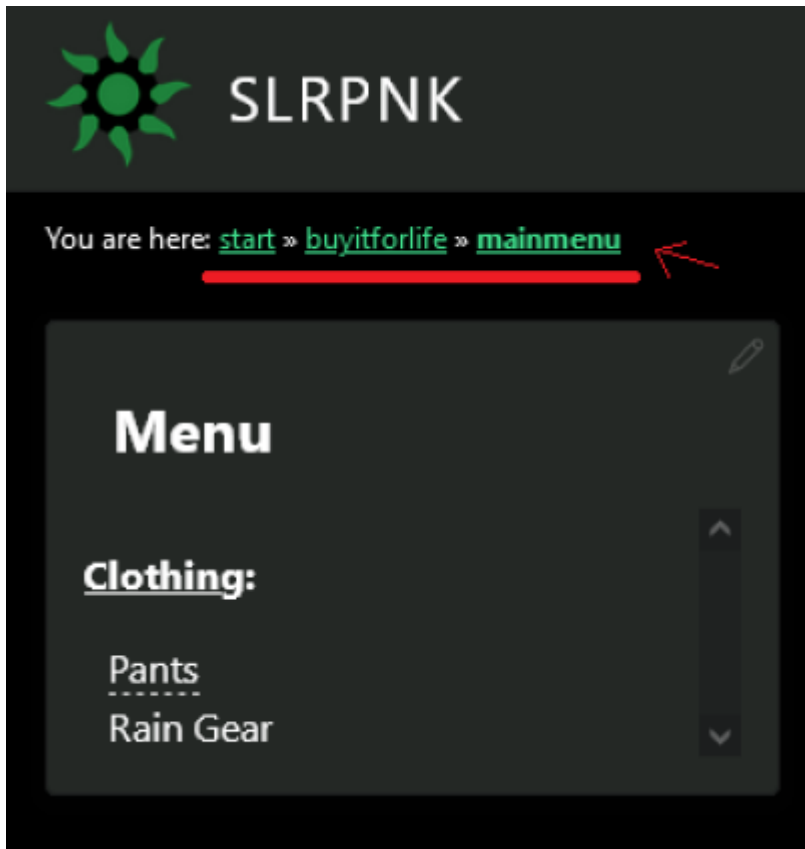 SLRPNK
You are here: start » buyitforlife » mainmenu
Menu
Clothing:
Pants
Rain Gear